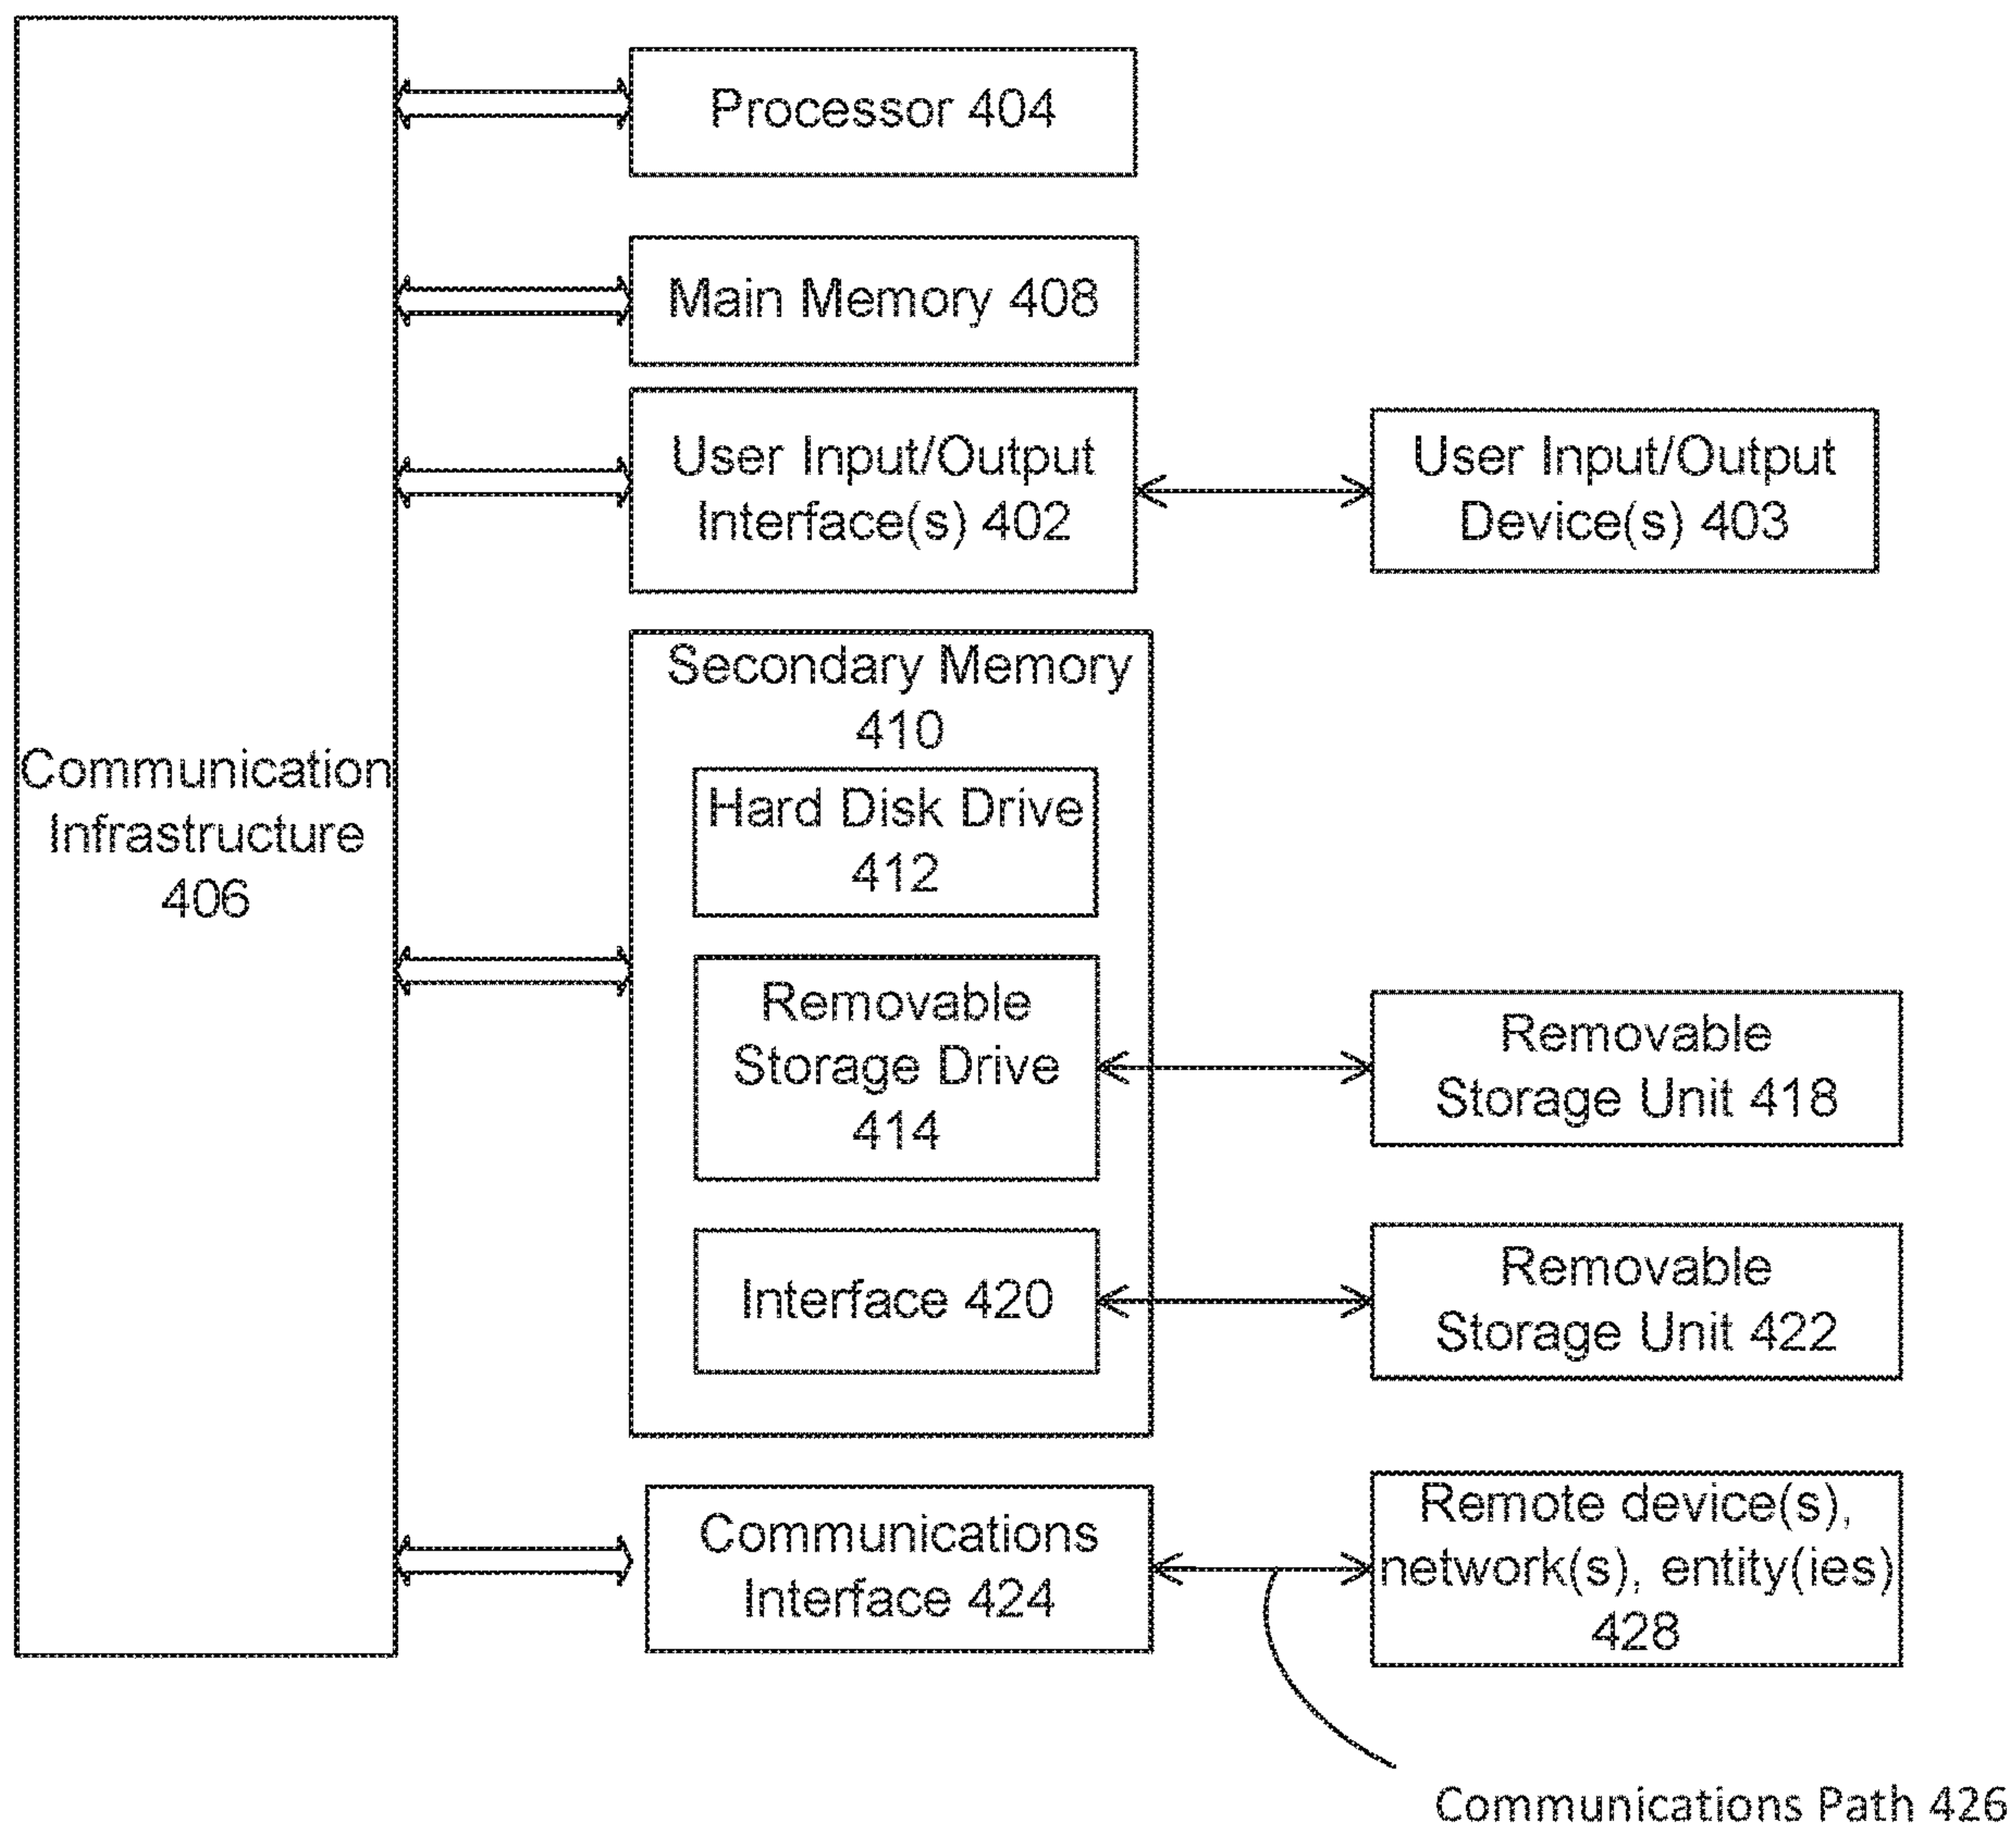 Processor 404
Main Memory 408
User Input/Output
Interface(s) 402
User Input/Output
Device(s) 403
Communication
Infrastructure
406
Secondary Memory
410
Hard Disk Drive
412
Removable
Storage Drive
414
Removable
Storage Unit 418
Interface 420
Removable
Storage Unit 422
Communications
Interface 424
Remote device(s),
network(s), entity(ies)
428
Communications Path 426